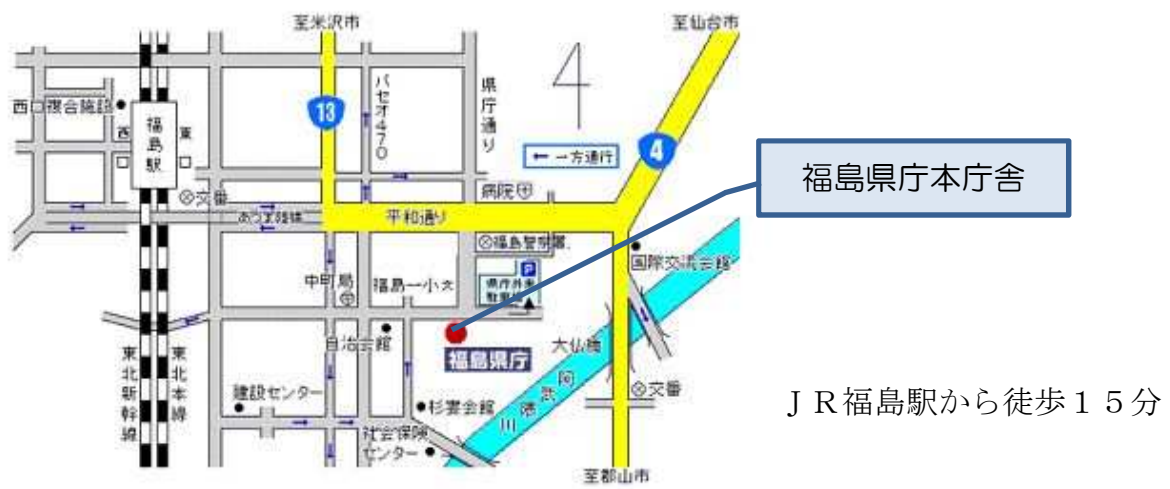 至米沢市
至仙台市
13
パセオ470
県庁通り
4
← 一方通行
西口複合施設
西口
福島駅
東口
交番
病院
あづま陸橋
平和通り
福島警察署
国際交流会館
P
中町局
福島一小
県庁外来
自治会館
福島県庁
大仏橋
阿武隈川
東北新幹線
東北本線
建設センター
杉妻会館
交番
社会保険
センター
至郡山市
福島県庁本庁舎
JR福島駅から徒歩15分